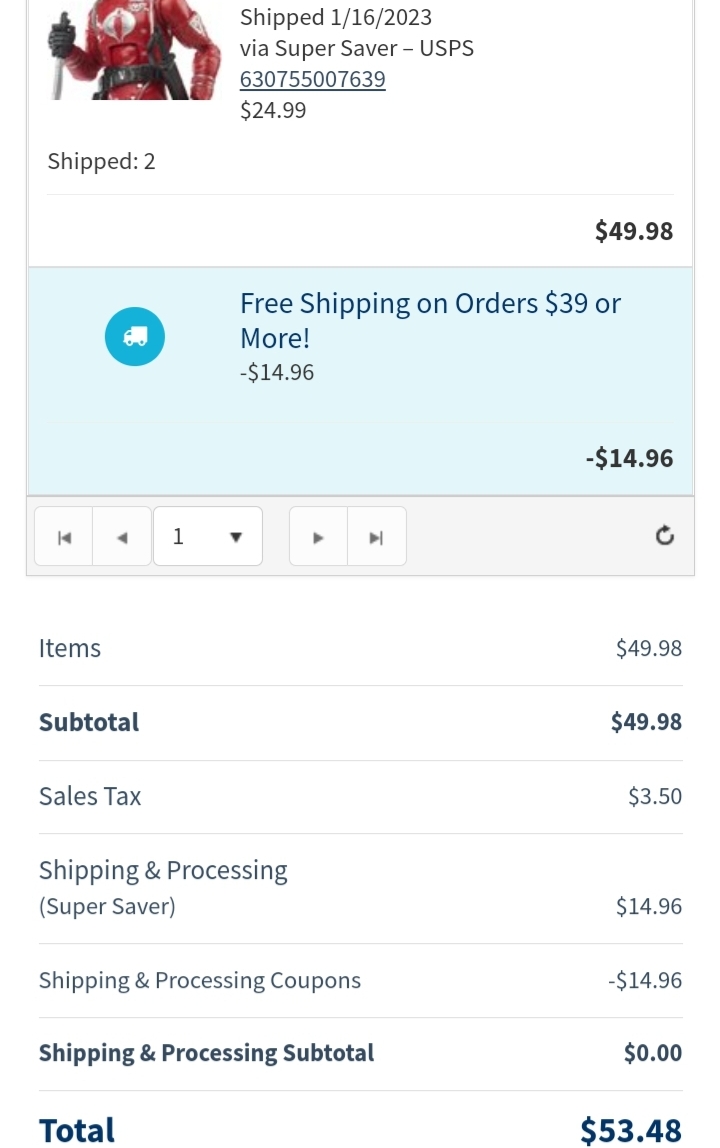 Shipped 1/16/2023
via Super Saver – USPS
630755007639
$24.99
Shipped: 2
$49.98
Free Shipping on Orders $39 or
More!
-$14.96
-$14.96
1
Items $49.98
Subtotal $49.98
Sales Tax $3.50
Shipping & Processing
(Super Saver) $14.96
Shipping & Processing Coupons -$14.96
Shipping & Processing Subtotal $0.00
Total $53.48